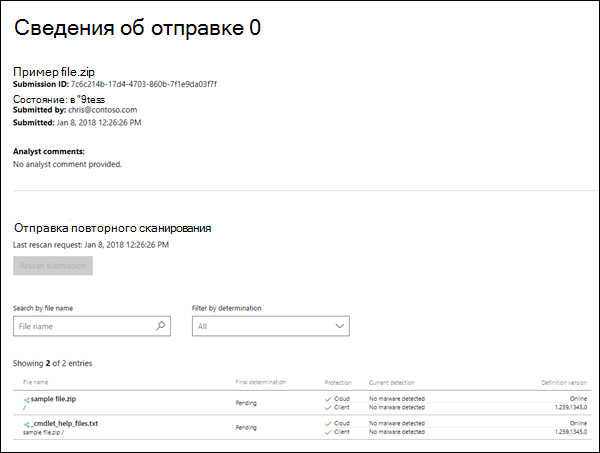 Сведения об отправке 0
Пример file.zip
Submission ID: 7c6c214b-17d4-4703-860b-7f1e9da03f7f
Состояние: в "9tess
Submitted by: chris@contoso.com
Submitted: Jan 8, 2018 12:26:26 PM
Analyst comments:
No analyst comment provided.
Отправка повторного сканирования
Last rescan request: Jan 8, 2018 12:26:26 PM
Rescan submission
Search by file name Filter by determination
File name All
Showing 2 of 2 entries
File name Final determination Protection Current detection Definition version
sample file.zip Pending Cloud No malware detected Online
/ Client No malware detected 1.259.1345.0
_cmdlet_help_files.txt Pending Cloud No malware detected Online
sample file.zip / Client No malware detected 1.259.1345.0